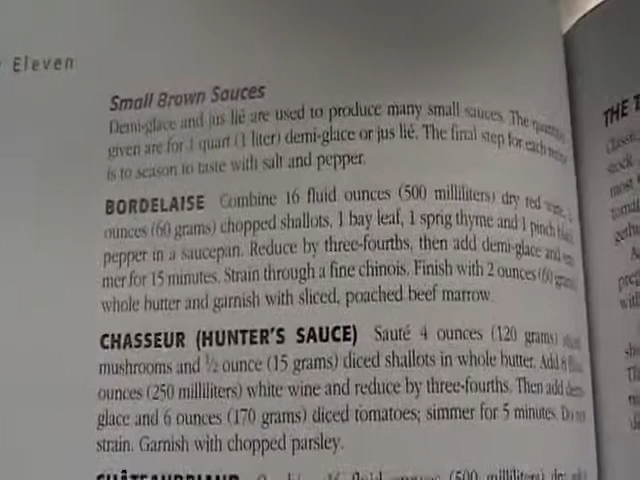 Eleven
Small Brown Sauces
Demi-glace and jus lié are used to produce many small sauces. The
given are for 1 quart (1 liter) demi-glace or jus lié. The final step for each
is to season to taste with salt and pepper.
BORDELAISE Combine 16 fluid ounces (500 milliliters) dry red
ounces (60 grams) chopped shallots, 1 bay leaf, 1 sprig thyme and 1 pinch
pepper in a saucepan. Reduce by three-fourths, then add demi-glace and
mer for 15 minutes. Strain through a fine chinois. Finish with 2 ounces (60
whole butter and garnish with sliced, poached beef marrow.
CHASSEUR (HUNTER'S SAUCE) Sauté 4 ounces (120 grams)
mushrooms and ½ ounce (15 grams) diced shallots in whole butter. Add 8
ounces (250 milliliters) white wine and reduce by three-fourths. Then add
glace and 6 ounces (170 grams) diced tomatoes; simmer for 5 minutes. Do
strain. Garnish with chopped parsley.
THE